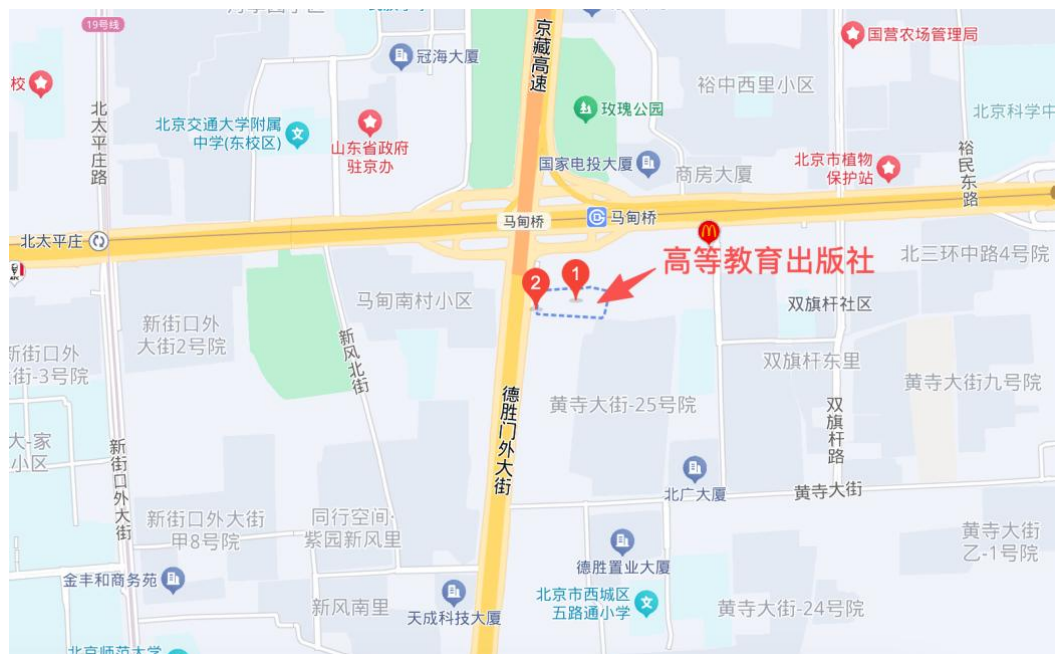 19号线
京藏高速
冠海大厦
国营农场管理局
校
裕中西里小区
北太平庄路
玫瑰公园
北京科学中
北京交通大学附属
中学(东校区)
山东省政府
驻京办
国家电投大厦
商房大厦
北京市植物
保护站
裕民东路
马甸桥
马甸桥
北太平庄
高等教育出版社
北三环中路4号院
KFC
2
1
马甸南村小区
双旗杆社区
新街口外
大街2号院
新风北街
新街口外
大街-3号院
双旗杆东里
黄寺大街九号院
德胜门外大街
黄寺大街-25号院
双旗杆路
大-家
小区
新街口外大街
北广大厦
黄寺大街
新街口外大街
甲8号院
同行空间·
紫园新风里
黄寺大街
乙-1号院
德胜置业大厦
金丰和商务苑
新风南里
天成科技大厦
北京市西城区
五路通小学
黄寺大街-24号院
北京师范大学